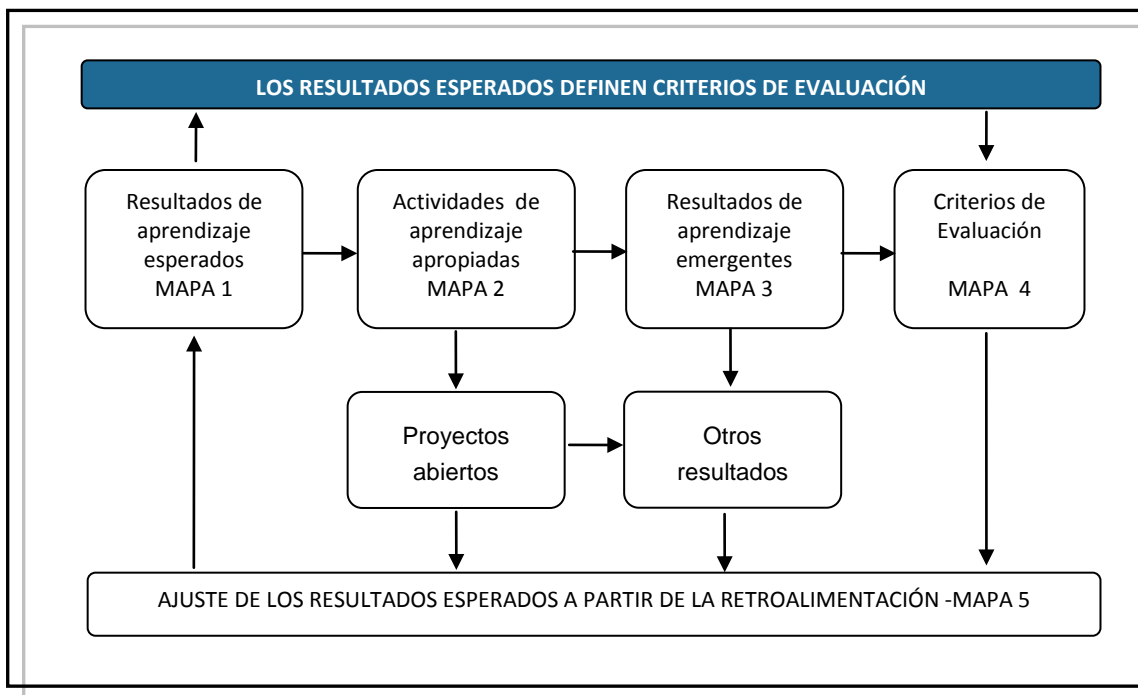 LOS RESULTADOS ESPERADOS DEFINEN CRITERIOS DE EVALUACIÓN
Resultados de
aprendizaje
esperados
MAPA 1
Actividades de
aprendizaje
apropiadas
MAPA 2
Resultados de
aprendizaje
emergentes
MAPA 3
Criterios de
Evaluación
MAPA 4
Proyectos
abiertos
Otros
resultados
AJUSTE DE LOS RESULTADOS ESPERADOS A PARTIR DE LA RETROALIMENTACIÓN -MAPA 5